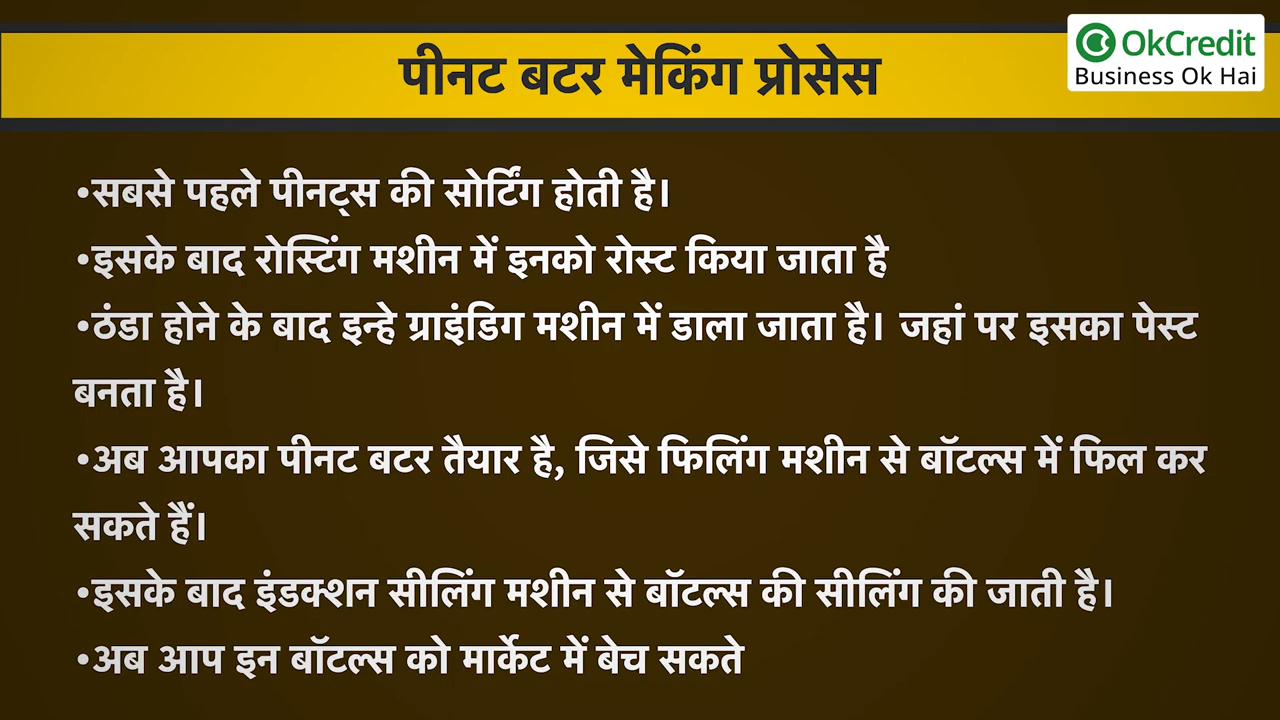 OkCredit
Business Ok Hai
पीनट बटर मेकिंग प्रोसेस
•सबसे पहले पीनट्स की सोर्टिंग होती है।
•इसके बाद रोस्टिंग मशीन में इनको रोस्ट किया जाता है
•ठंडा होने के बाद इन्हे ग्राइंडिग मशीन में डाला जाता है। जहां पर इसका पेस्ट
बनता है।
•अब आपका पीनट बटर तैयार है, जिसे फिलिंग मशीन से बॉटल्स में फिल कर
सकते हैं।
•इसके बाद इंडक्शन सीलिंग मशीन से बॉटल्स की सीलिंग की जाती है।
•अब आप इन बॉटल्स को मार्केट में बेच सकते